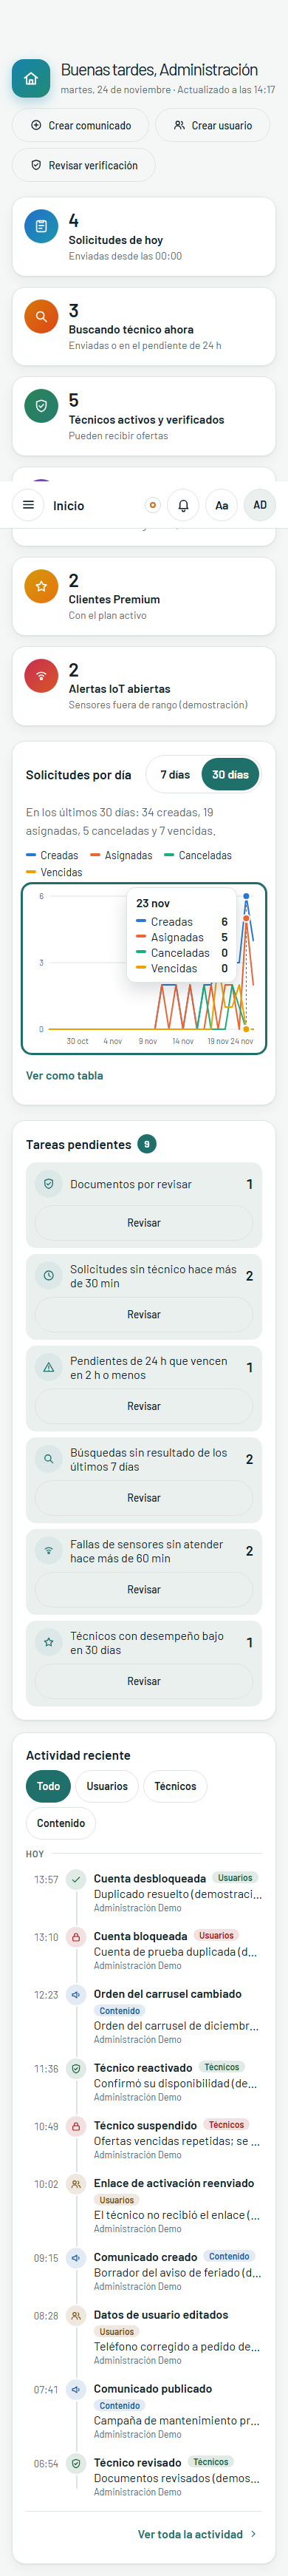 Buenas tardes, Administración
martes, 24 de noviembre · Actualizado a las 14:17
Crear comunicado
Crear usuario
Revisar verificación
4
Solicitudes de hoy
Enviadas desde las 00:00
3
Buscando técnico ahora
Enviadas o en el pendiente de 24 h
5
Técnicos activos y verificados
Pueden recibir ofertas
Inicio
Aa
AD
2
Clientes Premium
Con el plan activo
2
Alertas IoT abiertas
Sensores fuera de rango (demostración)
Solicitudes por día
7 días
30 días
En los últimos 30 días: 34 creadas, 19
asignadas, 5 canceladas y 7 vencidas.
Creadas
Asignadas
Canceladas
Vencidas
6
3
0
23 nov
Creadas 6
Asignadas 5
Canceladas 0
Vencidas 0
30 oct
4 nov
9 nov
14 nov
19 nov
24 nov
Ver como tabla
Tareas pendientes 9
Documentos por revisar 1
Revisar
Solicitudes sin técnico hace más
de 30 min
2
Revisar
Pendientes de 24 h que vencen
en 2 h o menos
1
Revisar
Búsquedas sin resultado de los
últimos 7 días
2
Revisar
Fallas de sensores sin atender
hace más de 60 min
2
Revisar
Técnicos con desempeño bajo
en 30 días
1
Revisar
Actividad reciente
Todo
Usuarios
Técnicos
Contenido
HOY
13:57 Cuenta desbloqueada Usuarios
Duplicado resuelto (demostraci...
Administración Demo
13:10 Cuenta bloqueada Usuarios
Cuenta de prueba duplicada (d...
Administración Demo
12:23 Orden del carrusel cambiado
Contenido
Orden del carrusel de diciembr...
Administración Demo
11:36 Técnico reactivado Técnicos
Confirmó su disponibilidad (de...
Administración Demo
10:49 Técnico suspendido Técnicos
Ofertas vencidas repetidas; se ...
Administración Demo
10:02 Enlace de activación reenviado
Usuarios
El técnico no recibió el enlace (...
Administración Demo
09:15 Comunicado creado Contenido
Borrador del aviso de feriado (d...
Administración Demo
08:28 Datos de usuario editados
Usuarios
Teléfono corregido a pedido de...
Administración Demo
07:41 Comunicado publicado
Contenido
Campaña de mantenimiento pr...
Administración Demo
06:54 Técnico revisado Técnicos
Documentos revisados (demos...
Administración Demo
Ver toda la actividad